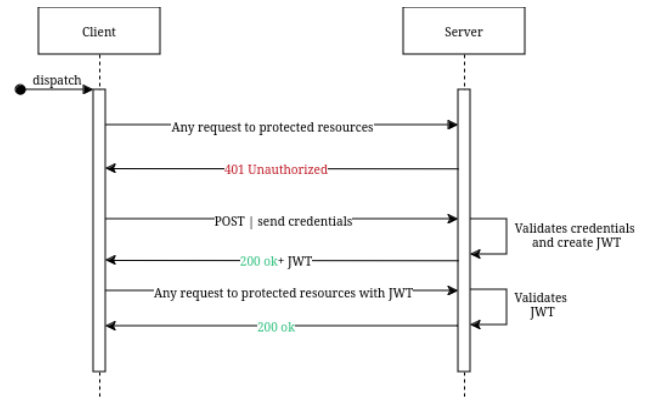 Client
Server
dispatch
Any request to protected resources
401 Unauthorized
POST | send credentials
Validates credentials
and create JWT
200 ok+ JWT
Any request to protected resources with JWT
Validates
JWT
200 ok